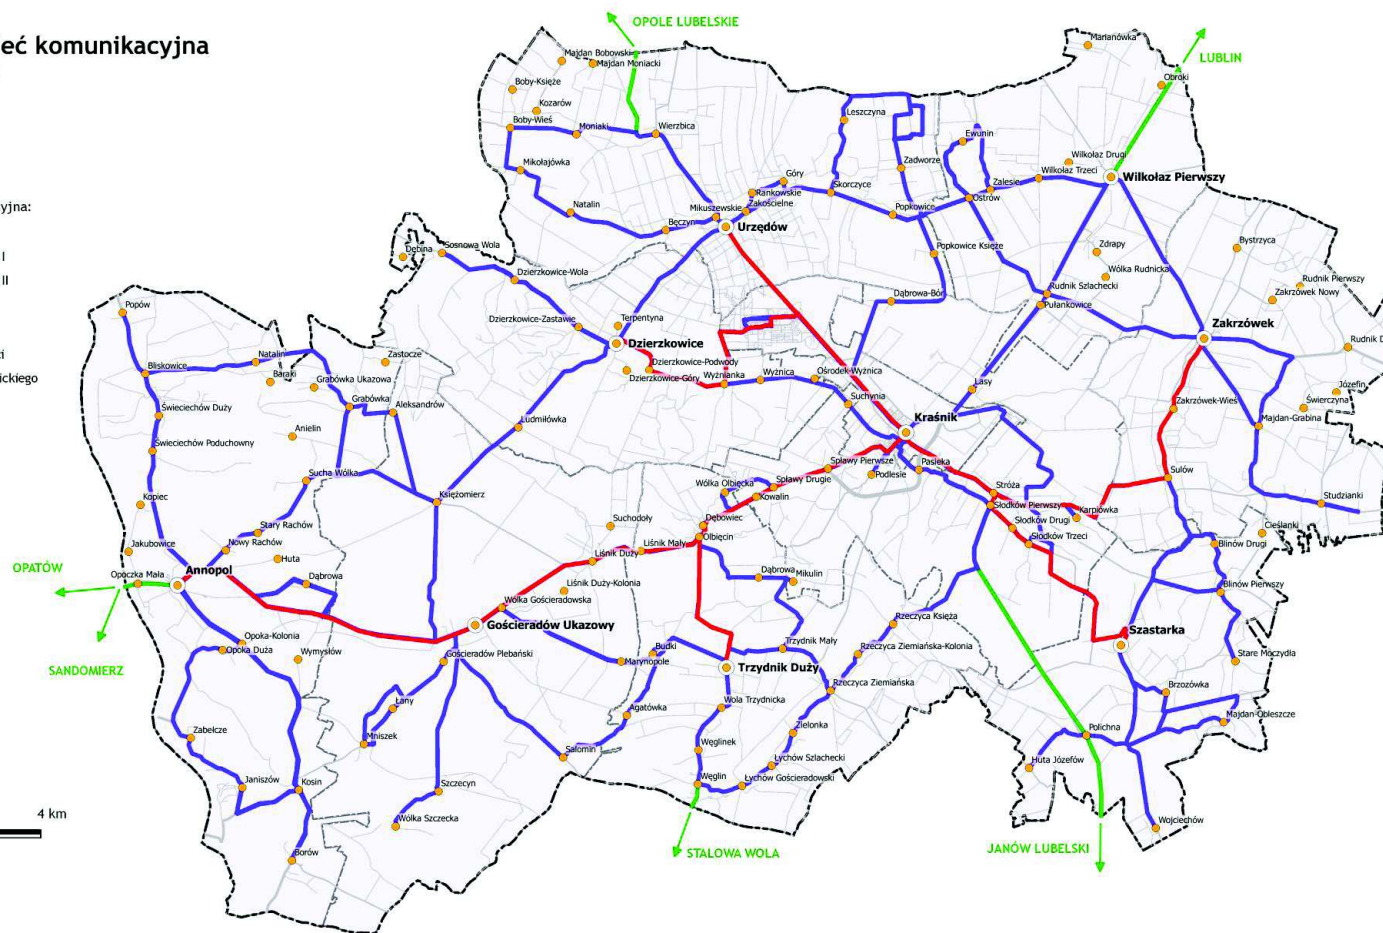 OPOLE LUBELSKIE
eć komunikacyjna
Marianówka
LUBLIN
Majdan Bobowski
Majdan Moniacki
Obroki
Boby-Księże
Kozarów
Leszczyna
Boby-Wieś
Moniaki
Wierzbica
Ewunin
Wilkołaz Drugi
Mikołajówka
Zadworze
Góry
Wilkołaz Trzeci
Wilkołaz Pierwszy
Zalesie
Skorczyce
Rankowskie
Ostrów
yjna:
Natalin
Mikuszewskie
Zakościelne
Popkowice
Bęczyn
Urzędów
Dębina
Sosnowa Wola
Popkowice Księże
Zdrapy
Bystrzyca
I
Dzierzkowice-Wola
Wólka Rudnicka
II
Rudnik Szlachecki
Rudnik Pierwszy
Zakrzówek Nowy
Popów
Dąbrowa-Bór
Pułankowice
Dzierzkowice-Zastawie
Terpentyna
Zakrzówek
Dzierzkowice
Rudnik D
ci
Natalin
Zastocze
Dzierzkowice-Podwody
Bliskowice
Baraki
Grabówka Ukazowa
Dzierzkowice-Góry
Wyżnianka
Wyżnica
Ośrodek-Wyżnica
Lasy
ickiego
Józefin
Grabówka
Aleksandrów
Suchynia
Zakrzówek-Wieś
Świerczyna
Świeciechów Duży
Ludmiłówka
Kraśnik
Majdan-Grabina
Anielin
Świeciechów Poduchowny
Spławy Pierwsze
Pasieka
Podlesie
Sucha Wólka
Wólka Olbięcka
Spławy Drugie
Sulów
Kopiec
Księżomierz
Kowalin
Stróża
Słodków Pierwszy
Karpiówka
Studzianki
Stary Rachów
Suchodoły
Dębowiec
Słodków Drugi
Cieślanki
Nowy Rachów
Olbięcin
Słodków Trzeci
Jakubowice
Huta
Liśnik Duży
Liśnik Mały
Blinów Drugi
OPATÓW
Opoczka Mała
Annopol
Dąbrowa
Liśnik Duży-Kolonia
Dąbrowa
Mikulin
Blinów Pierwszy
Wólka Gościeradowska
Rzeczyca Księża
Gościeradów Ukazowy
Szastarka
Opoka-Kolonia
Opoka Duża
Wymysłów
Gościeradów Plebański
Budki
Trzydnik Mały
Rzeczyca Ziemiańska-Kolonia
Stare Moczydła
SANDOMIERZ
Marynopole
Trzydnik Duży
Rzeczyca Ziemiańska
Brzozówka
Łany
Wola Trzydnicka
Agatówka
Majdan-Obleszcze
Zabełcze
Mniszek
Zielonka
Polichna
Salomin
Węglinek
Łychów Szlachecki
Huta Józefów
Janiszów
Kosin
Szczecyn
Węglin
Łychów Gościeradowski
4 km
Wólka Szczecka
Wojciechów
Borów
STALOWA WOLA
JANÓW LUBELSKI